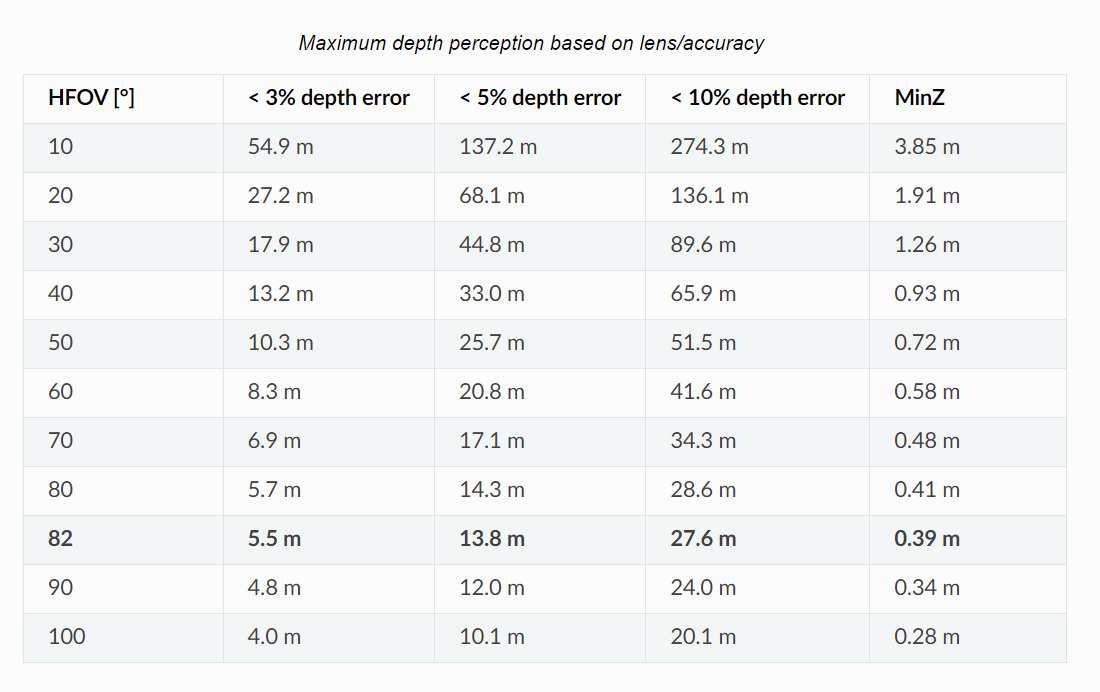 Maximum depth perception based on lens/accuracy
HFOV [°] < 3% depth error < 5% depth error < 10% depth error MinZ
10 54.9 m 137.2 m 274.3 m 3.85 m
20 27.2 m 68.1 m 136.1 m 1.91 m
30 17.9 m 44.8 m 89.6 m 1.26 m
40 13.2 m 33.0 m 65.9 m 0.93 m
50 10.3 m 25.7 m 51.5 m 0.72 m
60 8.3 m 20.8 m 41.6 m 0.58 m
70 6.9 m 17.1 m 34.3 m 0.48 m
80 5.7 m 14.3 m 28.6 m 0.41 m
82 5.5 m 13.8 m 27.6 m 0.39 m
90 4.8 m 12.0 m 24.0 m 0.34 m
100 4.0 m 10.1 m 20.1 m 0.28 m